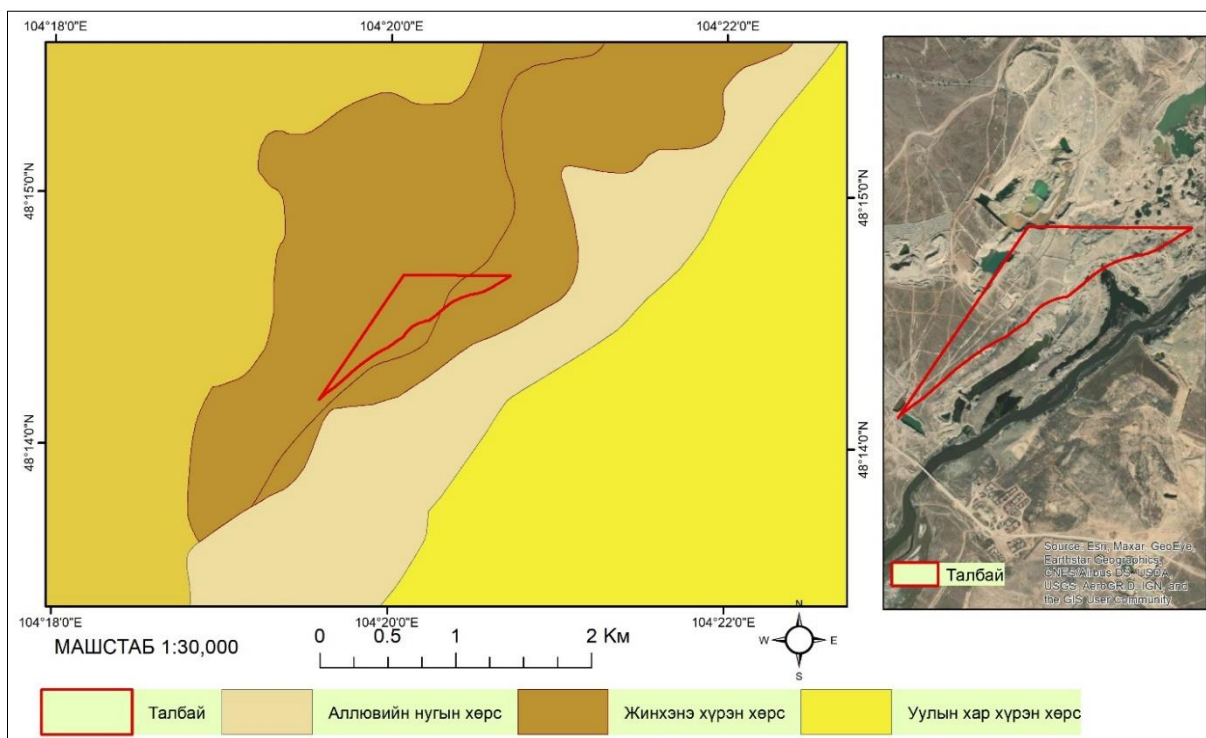 104°18'0"E
104°20'0"E
104°22'0"E
48°15'0"N
48°15'0"N
48°14'0"N
48°14'0"N
Source: Esri, Maxar, GeoEye,
Earthstar Geographics,
CNES/Airbus DS, USDA,
USGS, AeroGRID, IGN, and
the GIS User Community
Талбай
104°18'0"E
104°20'0"E
104°22'0"E
МАШСТАБ 1:30,000
0 0.5 1 2 Км
N
W E
S
Талбай
Аллювийн нугын хөрс
Жинхэнэ хүрэн хөрс
Уулын хар хүрэн хөрс